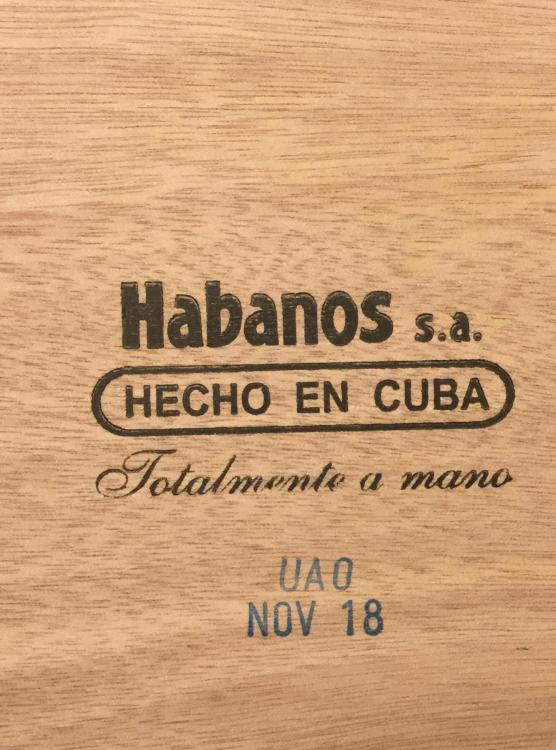 Habanos s.a.
HECHO EN CUBA
Totalmente a mano
UAO
NOV 18